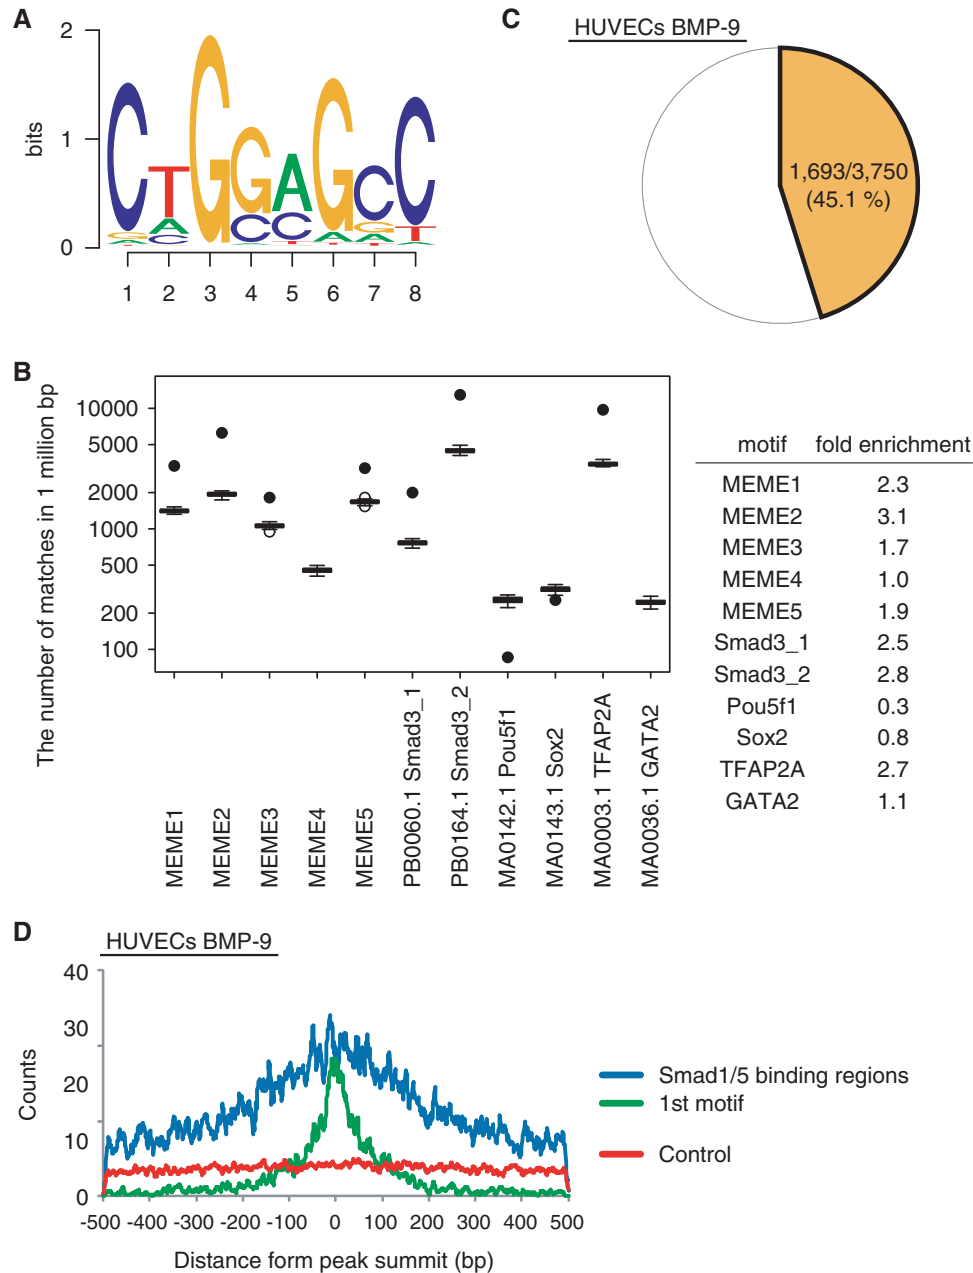 A
2
1
0
bits
C T G G A G C C
G A C C G T
A C A T A A A
T T
1 2 3 4 5 6 7 8
C
HUVECs BMP-9
1,693/3,750
(45.1 %)
B
The number of matches in 1 million bp
10000
5000
2000
1000
500
200
100
MEME1
MEME2
MEME3
MEME4
MEME5
PB0060.1 Smad3_1
PB0164.1 Smad3_2
MA0142.1 Pou5f1
MA0143.1 Sox2
MA0003.1 TFAP2A
MA0036.1 GATA2
motif fold enrichment
MEME1 2.3
MEME2 3.1
MEME3 1.7
MEME4 1.0
MEME5 1.9
Smad3_1 2.5
Smad3_2 2.8
Pou5f1 0.3
Sox2 0.8
TFAP2A 2.7
GATA2 1.1
D
HUVECs BMP-9
Counts
40
30
20
10
0
-500 -400 -300 -200 -100 0 100 200 300 400 500
Distance form peak summit (bp)
Smad1/5 binding regions
1st motif
Control